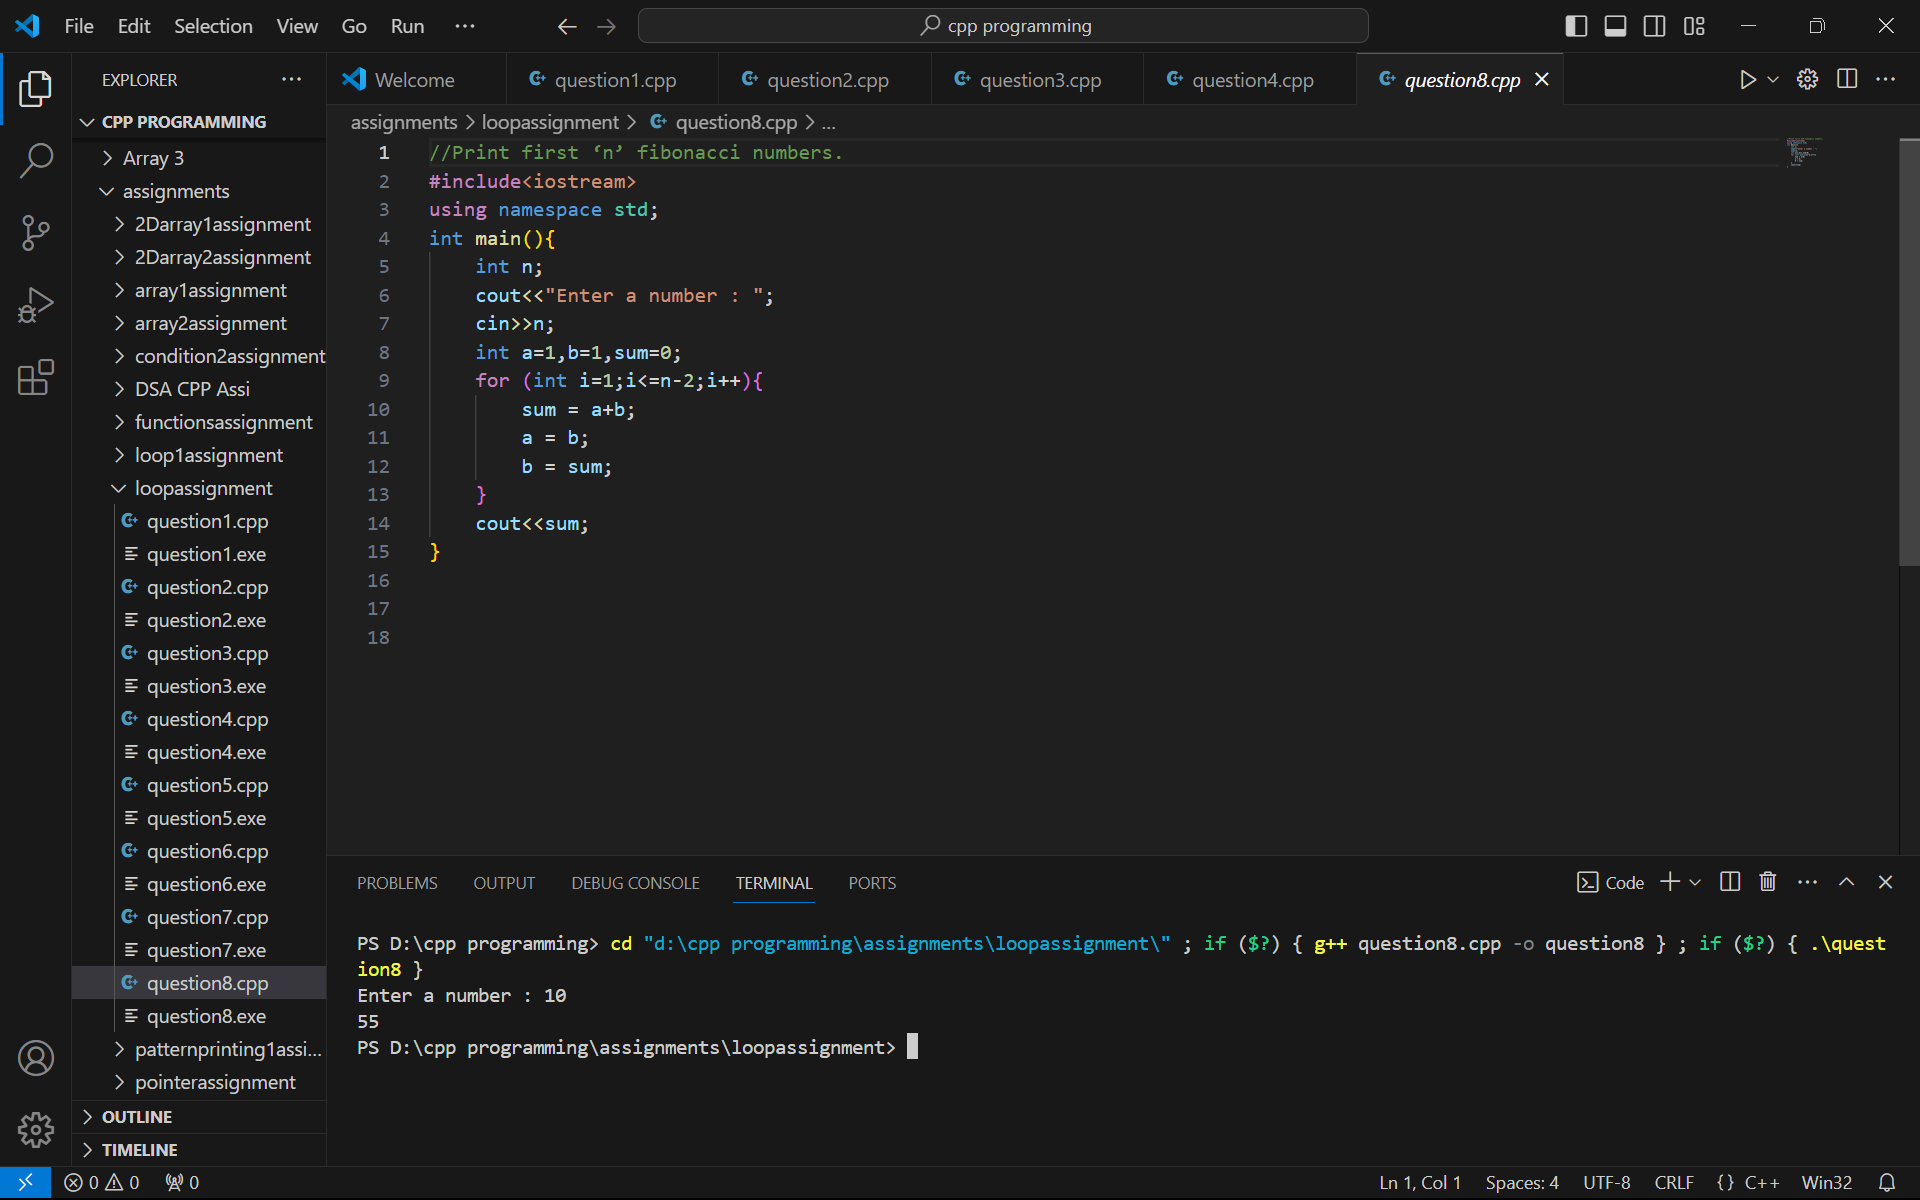 File Edit Selection View Go Run ...
cpp programming
EXPLORER ...
CPP PROGRAMMING
Array 3
assignments
2Darray1assignment
2Darray2assignment
array1assignment
array2assignment
condition2assignment
DSA CPP Assi
functionsassignment
loop1assignment
loopassignment
question1.cpp
question1.exe
question2.cpp
question2.exe
question3.cpp
question3.exe
question4.cpp
question4.exe
question5.cpp
question5.exe
question6.cpp
question6.exe
question7.cpp
question7.exe
question8.cpp
question8.exe
patternprinting1assi...
pointerassignment
OUTLINE
TIMELINE
Welcome question1.cpp question2.cpp question3.cpp question4.cpp question8.cpp
assignments > loopassignment > question8.cpp > ...
1 //Print first ‘n’ fibonacci numbers.
2 #include<iostream>
3 using namespace std;
4 int main(){
5     int n;
6     cout<<"Enter a number : ";
7     cin>>n;
8     int a=1,b=1,sum=0;
9     for (int i=1;i<=n-2;i++){
10         sum = a+b;
11         a = b;
12         b = sum;
13     }
14     cout<<sum;
15 }
16
17
18
PROBLEMS OUTPUT DEBUG CONSOLE TERMINAL PORTS
Code
PS D:\cpp programming> cd "d:\cpp programming\assignments\loopassignment\" ; if ($?) { g++ question8.cpp -o question8 } ; if ($?) { .\quest
ion8 }
Enter a number : 10
55
PS D:\cpp programming\assignments\loopassignment>
0 0 0
Ln 1, Col 1 Spaces: 4 UTF-8 CRLF {} C++ Win32